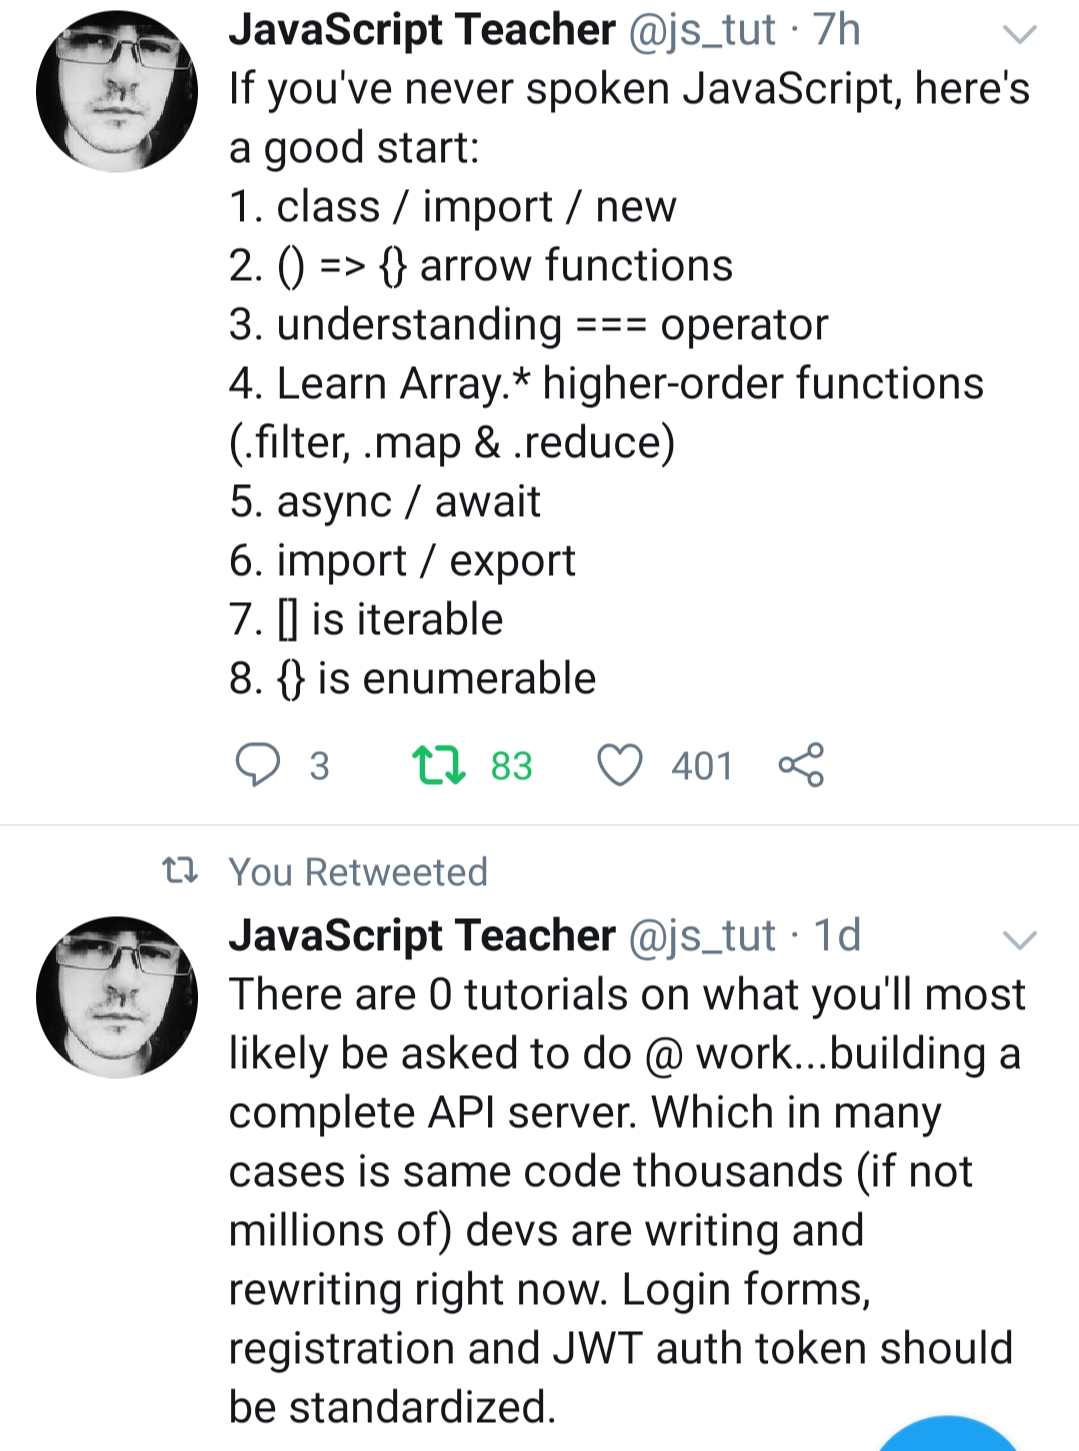 JavaScript Teacher @js_tut · 7h
If you've never spoken JavaScript, here's
a good start:
1. class / import / new
2. () => {} arrow functions
3. understanding === operator
4. Learn Array.* higher-order functions
(.filter, .map & .reduce)
5. async / await
6. import / export
7. [] is iterable
8. {} is enumerable
3 83 401
You Retweeted
JavaScript Teacher @js_tut · 1d
There are 0 tutorials on what you'll most
likely be asked to do @ work...building a
complete API server. Which in many
cases is same code thousands (if not
millions of) devs are writing and
rewriting right now. Login forms,
registration and JWT auth token should
be standardized.